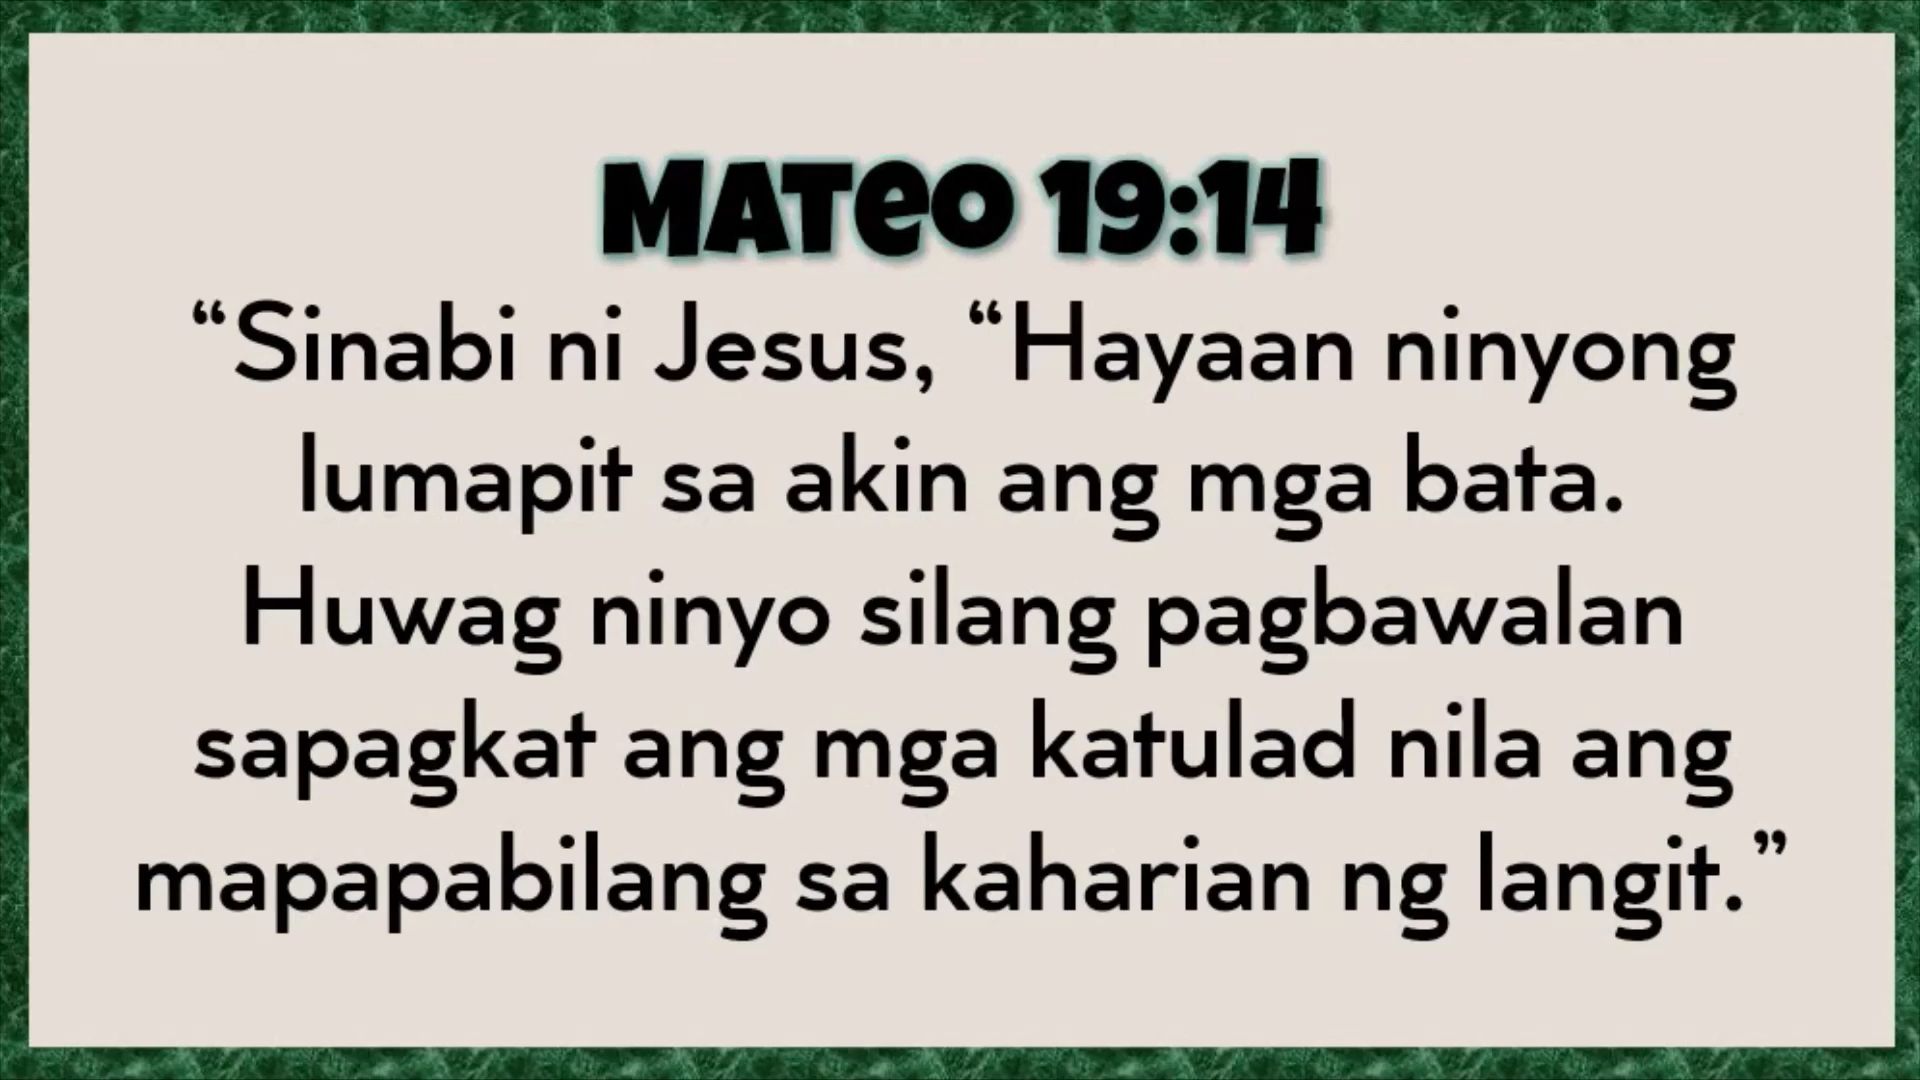 Mateo 19:14
“Sinabi ni Jesus, “Hayaan ninyong
lumapit sa akin ang mga bata.
Huwag ninyo silang pagbawalan
sapagkat ang mga katulad nila ang
mapapabilang sa kaharian ng langit.”